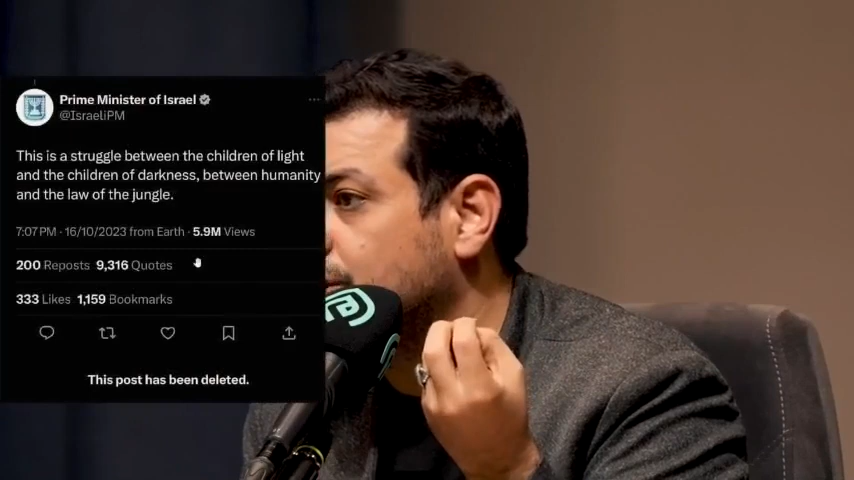 Prime Minister of Israel
@IsraeliPM
This is a struggle between the children of light
and the children of darkness, between humanity
and the law of the jungle.
7:07 PM · 16/10/2023 from Earth · 5.9M Views
200 Reposts 9,316 Quotes
333 Likes 1,159 Bookmarks
This post has been deleted.